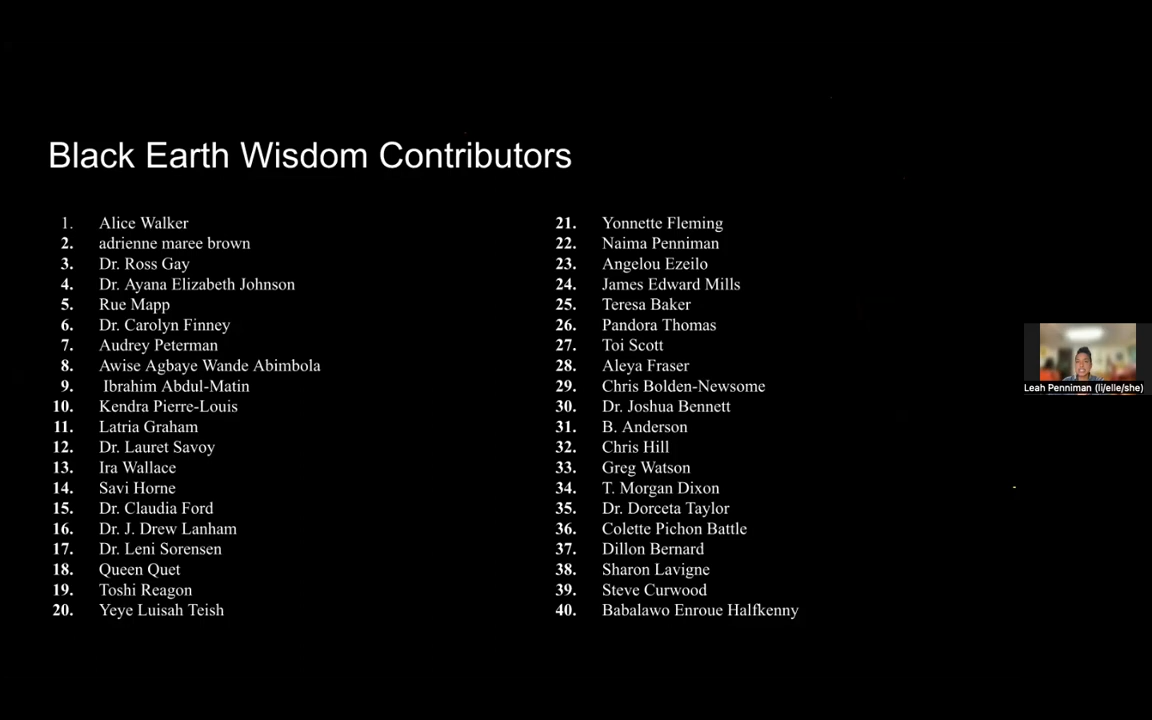 Black Earth Wisdom Contributors
1. Alice Walker
2. adrienne maree brown
3. Dr. Ross Gay
4. Dr. Ayana Elizabeth Johnson
5. Rue Mapp
6. Dr. Carolyn Finney
7. Audrey Peterman
8. Awise Agbaye Wande Abimbola
9. Ibrahim Abdul-Matin
10. Kendra Pierre-Louis
11. Latria Graham
12. Dr. Lauret Savoy
13. Ira Wallace
14. Savi Horne
15. Dr. Claudia Ford
16. Dr. J. Drew Lanham
17. Dr. Leni Sorensen
18. Queen Quet
19. Toshi Reagon
20. Yeye Luisah Teish
21. Yonnette Fleming
22. Naima Penniman
23. Angelou Ezeilo
24. James Edward Mills
25. Teresa Baker
26. Pandora Thomas
27. Toi Scott
28. Aleya Fraser
29. Chris Bolden-Newsome
30. Dr. Joshua Bennett
31. B. Anderson
32. Chris Hill
33. Greg Watson
34. T. Morgan Dixon
35. Dr. Dorceta Taylor
36. Colette Pichon Battle
37. Dillon Bernard
38. Sharon Lavigne
39. Steve Curwood
40. Babalawo Enroue Halfkenny
Leah Penniman (li/elle/she)